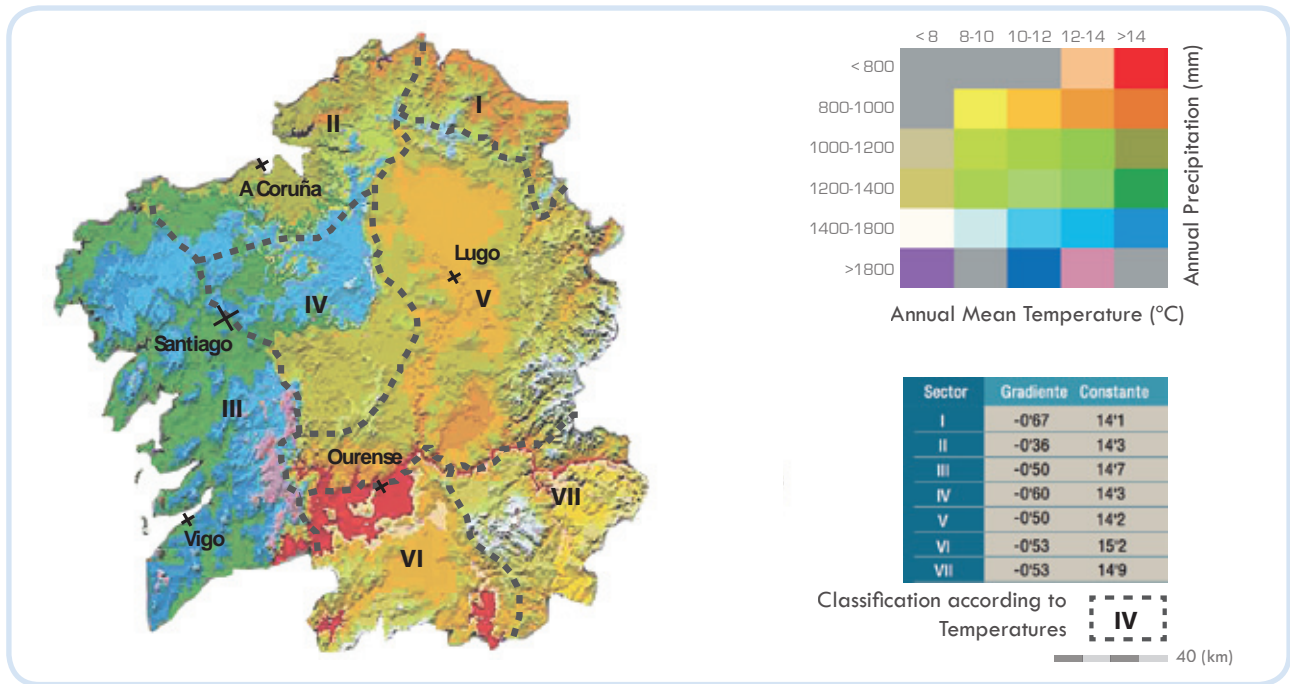 I
II
A Coruña
Lugo
V
IV
Santiago
III
Ourense
VII
Vigo
VI
< 8 8-10 10-12 12-14 >14
< 800
800-1000
1000-1200
1200-1400
1400-1800
>1800
Annual Precipitation (mm)
Annual Mean Temperature (ºC)
Sector Gradiente Constante
I -0'67 14'1
II -0'36 14'3
III -0'50 14'7
IV -0'60 14'3
V -0'50 14'2
VI -0'53 15'2
VII -0'53 14'9
Classification according to
Temperatures
IV
40 (km)